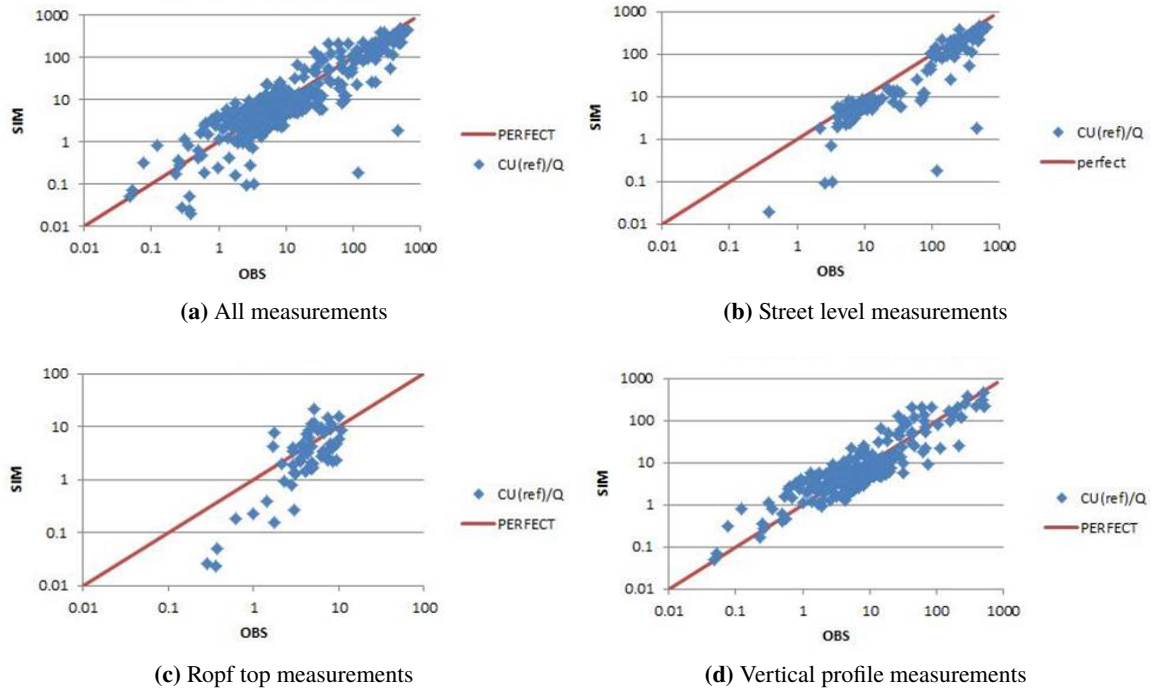 1000
100
10
1
0.1
0.01
SIM
0.01 0.1 1 10 100 1000
OBS
PERFECT
CU(ref)/Q
(a) All measurements
1000
100
10
1
0.1
0.01
SIM
0.01 0.1 1 10 100 1000
OBS
CU(ref)/Q
perfect
(b) Street level measurements
100
10
1
0.1
0.01
SIM
0.01 0.1 1 10 100
OBS
CU(ref)/Q
PERFECT
(c) Ropf top measurements
1000
100
10
1
0.1
0.01
SIM
0.01 0.1 1 10 100 1000
OBS
CU(ref)/Q
PERFECT
(d) Vertical profile measurements